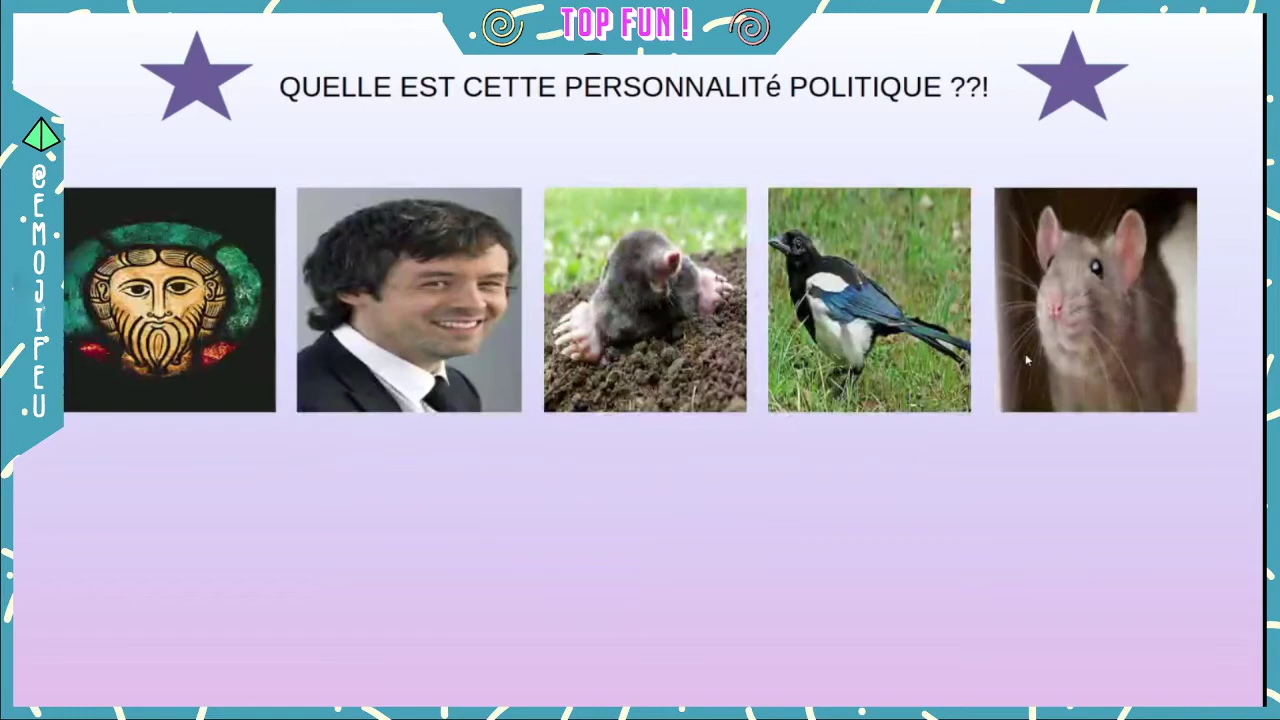 TOP FUN !
QUELLE EST CETTE PERSONNALITé POLITIQUE ??!
@EMOJIFEU